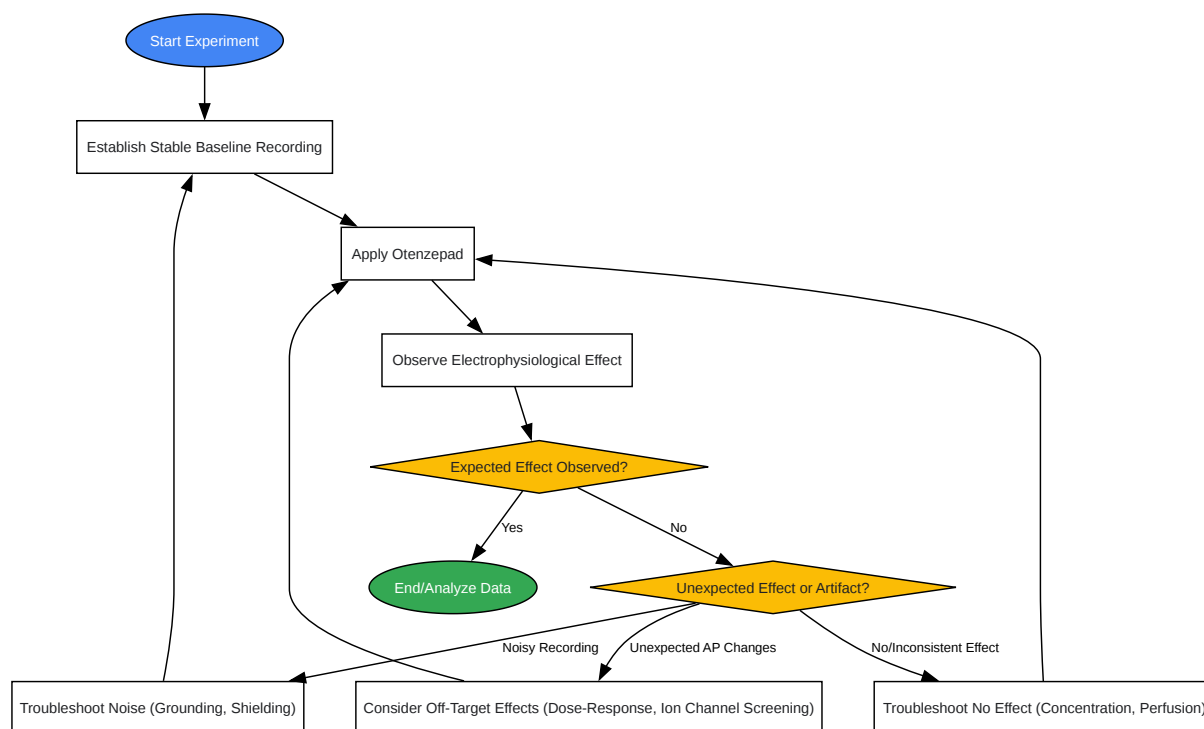 Start Experiment
Establish Stable Baseline Recording
Apply Otenzepad
Observe Electrophysiological Effect
Expected Effect Observed?
Yes
No
End/Analyze Data
Unexpected Effect or Artifact?
Noisy Recording
Unexpected AP Changes
No/Inconsistent Effect
Troubleshoot Noise (Grounding, Shielding)
Consider Off-Target Effects (Dose-Response, Ion Channel Screening)
Troubleshoot No Effect (Concentration, Perfusion)